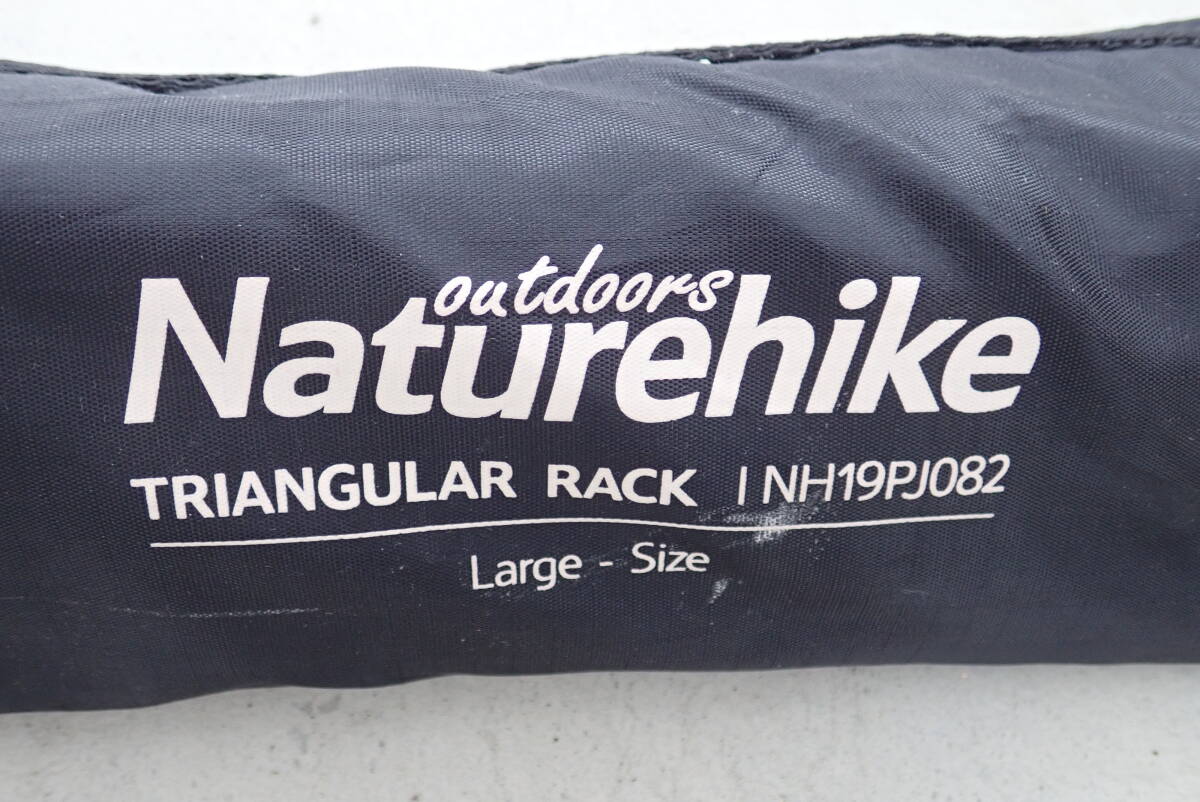 outdoors
Naturehike
TRIANGULAR RACK | NH19PJ082
Large - Size